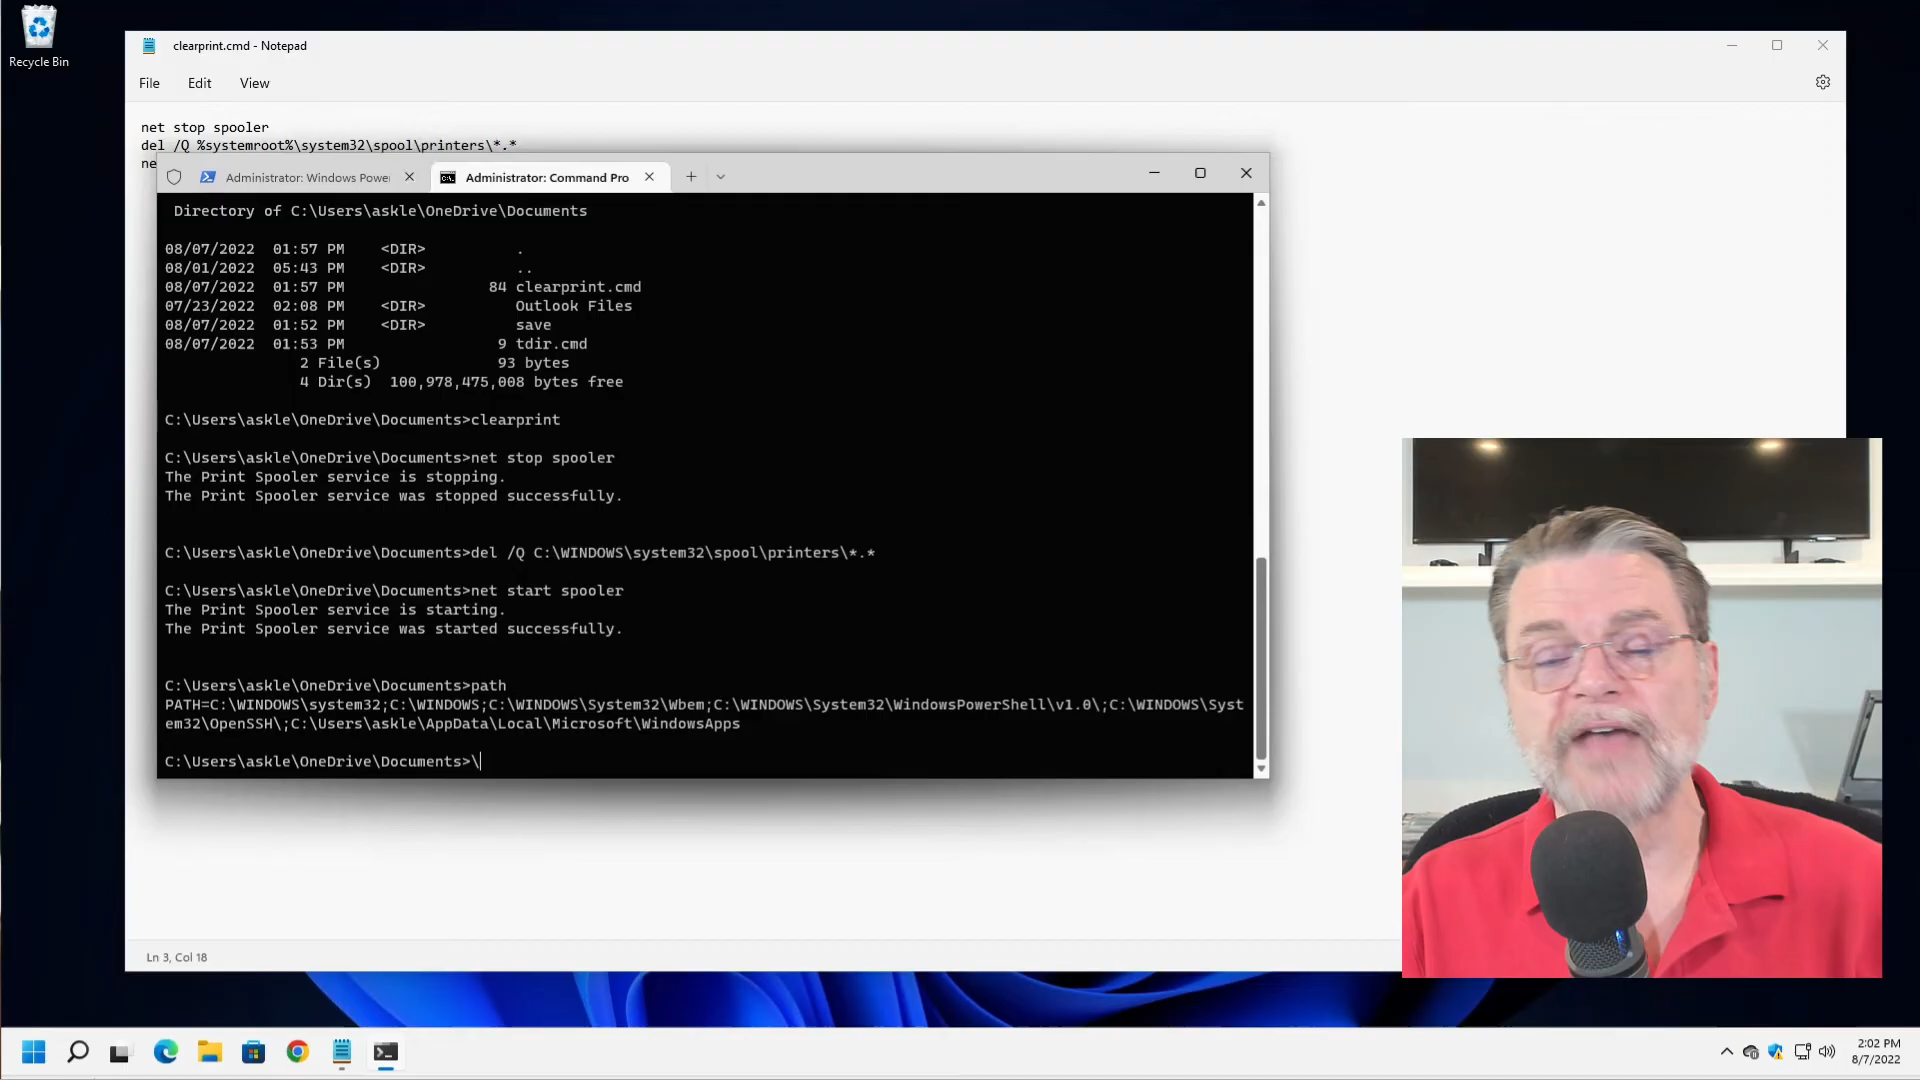 Recycle Bin
clearprint.cmd - Notepad
File Edit View
net stop spooler
del /Q %systemroot%\system32\spool\printers\*.*
ne
Administrator: Windows Power
Administrator: Command Pro
Directory of C:\Users\askle\OneDrive\Documents
08/07/2022 01:57 PM <DIR> .
08/01/2022 05:43 PM <DIR> ..
08/07/2022 01:57 PM 84 clearprint.cmd
07/23/2022 02:08 PM <DIR> Outlook Files
08/07/2022 01:52 PM <DIR> save
08/07/2022 01:53 PM 9 tdir.cmd
2 File(s) 93 bytes
4 Dir(s) 100,978,475,008 bytes free
C:\Users\askle\OneDrive\Documents>clearprint
C:\Users\askle\OneDrive\Documents>net stop spooler
The Print Spooler service is stopping.
The Print Spooler service was stopped successfully.
C:\Users\askle\OneDrive\Documents>del /Q C:\WINDOWS\system32\spool\printers\*.*
C:\Users\askle\OneDrive\Documents>net start spooler
The Print Spooler service is starting.
The Print Spooler service was started successfully.
C:\Users\askle\OneDrive\Documents>path
PATH=C:\WINDOWS\system32;C:\WINDOWS;C:\WINDOWS\System32\Wbem;C:\WINDOWS\System32\WindowsPowerShell\v1.0\;C:\WINDOWS\Syst
em32\OpenSSH\;C:\Users\askle\AppData\Local\Microsoft\WindowsApps
C:\Users\askle\OneDrive\Documents>\
Ln 3, Col 18
2:02 PM
8/7/2022